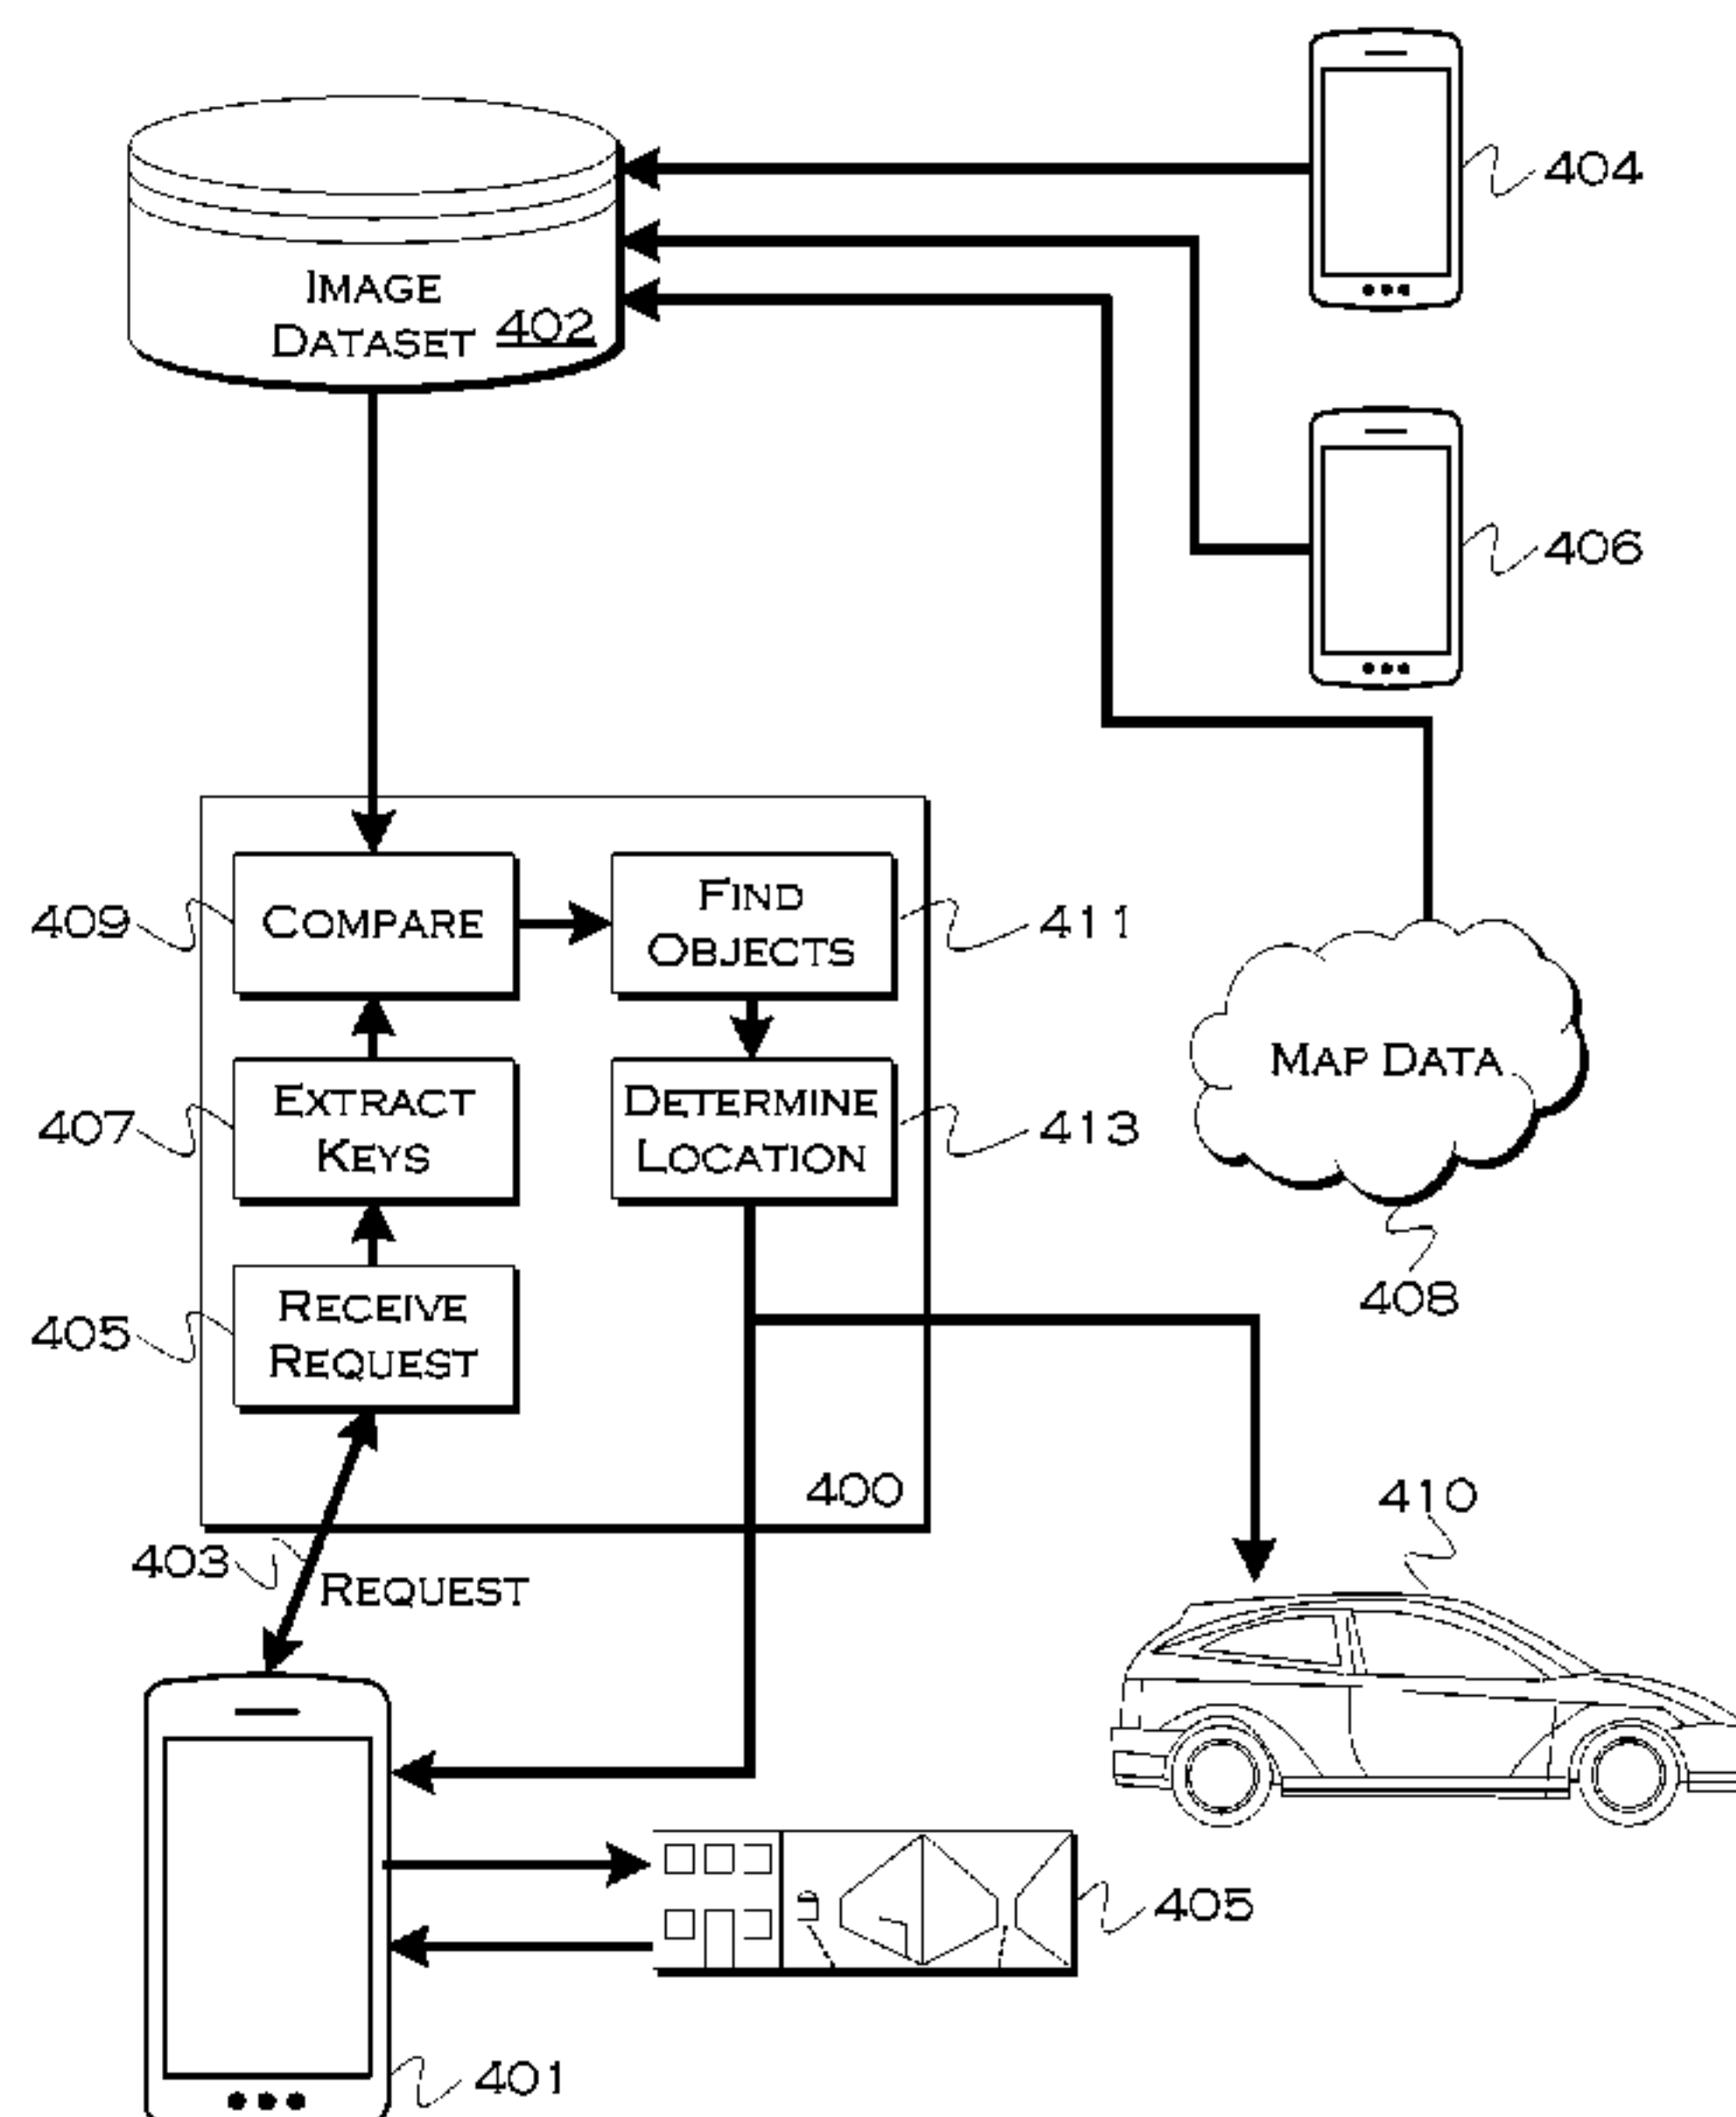 404
IMAGE
DATASET 402
406
409
COMPARE
FIND
OBJECTS
411
MAP DATA
407
EXTRACT
KEYS
DETERMINE
LOCATION
413
408
405
RECEIVE
REQUEST
400
410
403
REQUEST
405
401